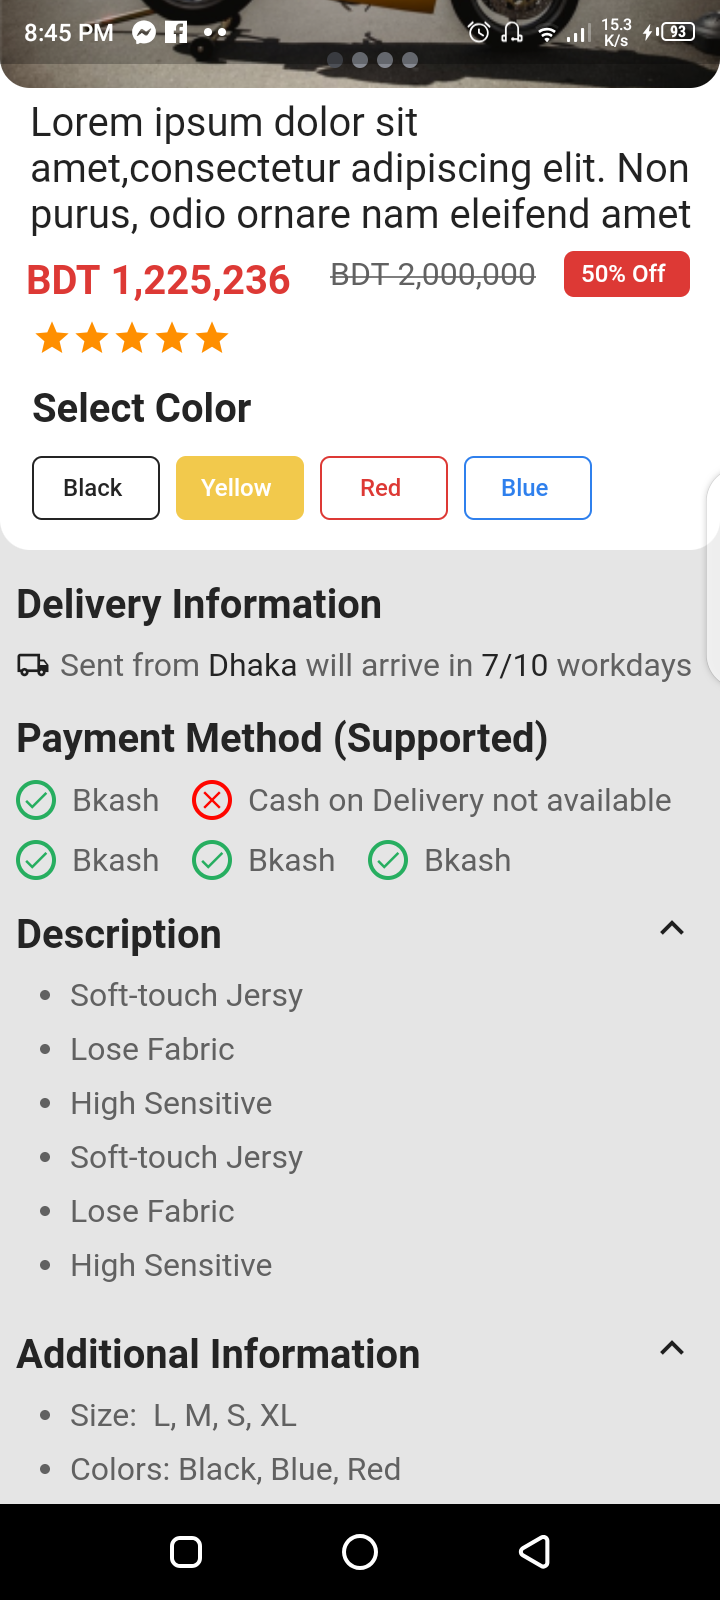 8:45 PM 15.3 K/s 93
Lorem ipsum dolor sit
amet,consectetur adipiscing elit. Non
purus, odio ornare nam eleifend amet
BDT 1,225,236 BDT 2,000,000 50% Off
Select Color
Black Yellow Red Blue
Delivery Information
Sent from Dhaka will arrive in 7/10 workdays
Payment Method (Supported)
Bkash Cash on Delivery not available
Bkash Bkash Bkash
Description
• Soft-touch Jersy
• Lose Fabric
• High Sensitive
• Soft-touch Jersy
• Lose Fabric
• High Sensitive
Additional Information
• Size:  L, M, S, XL
• Colors: Black, Blue, Red